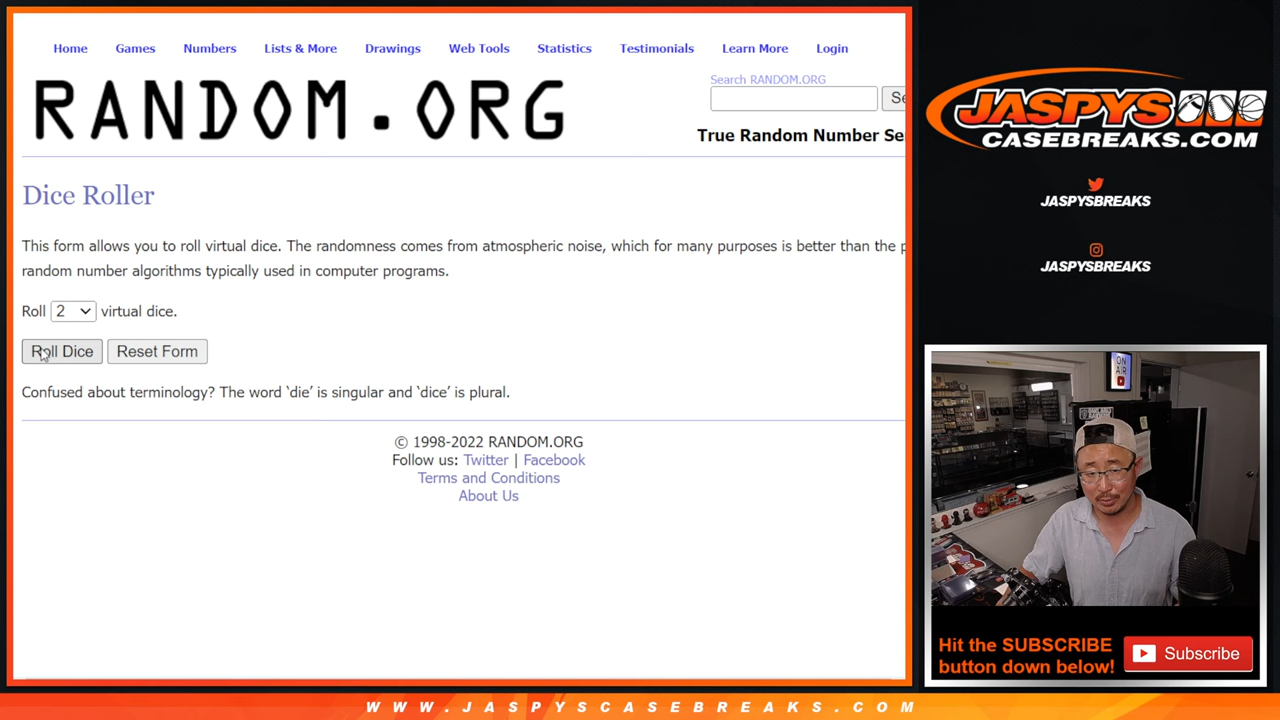 Home Games Numbers Lists & More Drawings Web Tools Statistics Testimonials Learn More Login
RANDOM.ORG
Search RANDOM.ORG
Se
True Random Number Se
Dice Roller
This form allows you to roll virtual dice. The randomness comes from atmospheric noise, which for many purposes is better than the p
random number algorithms typically used in computer programs.
Roll 2 virtual dice.
Roll Dice Reset Form
Confused about terminology? The word ‘die’ is singular and ‘dice’ is plural.
© 1998-2022 RANDOM.ORG
Follow us: Twitter | Facebook
Terms and Conditions
About Us
JASPYS
CASEBREAKS.COM
JASPYSBREAKS
JASPYSBREAKS
ON
AIR
Hit the SUBSCRIBE
button down below!
Subscribe
WWW.JASPYSCASEBREAKS.COM